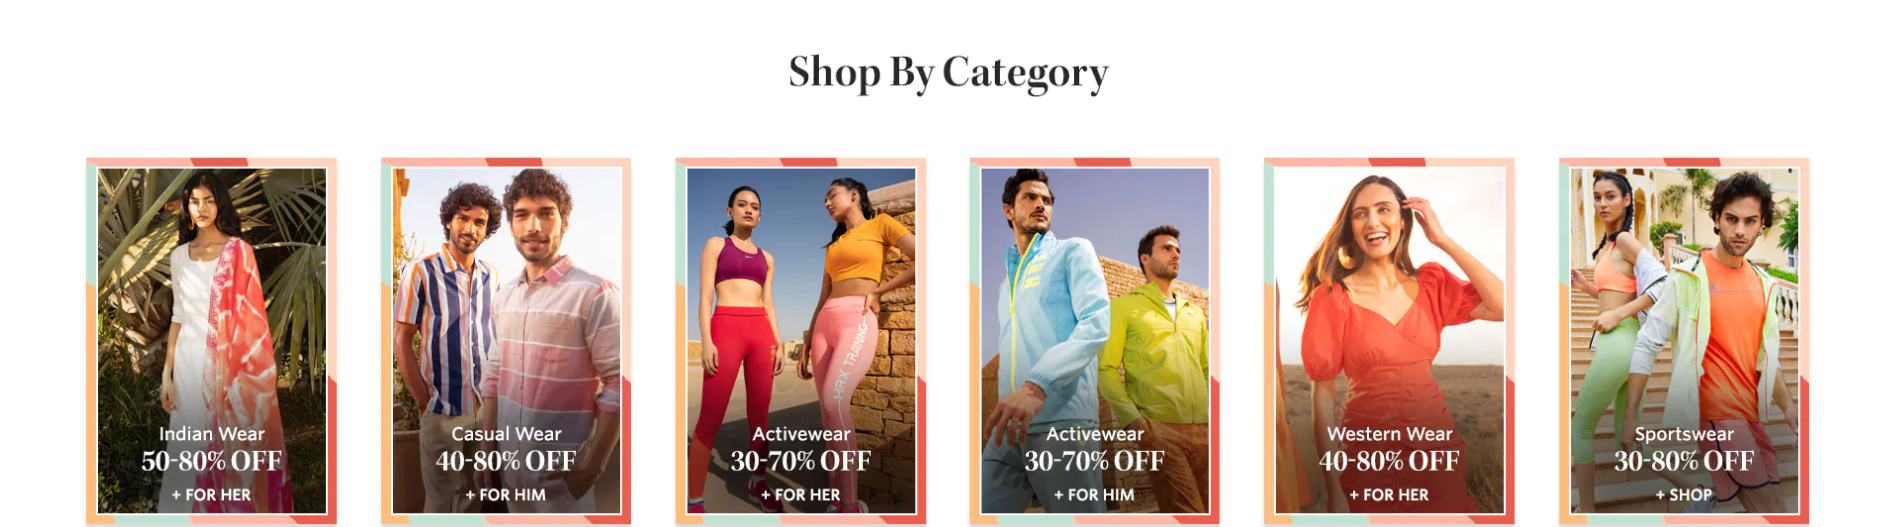 Shop By Category
Indian Wear
50-80% OFF
+ FOR HER
Casual Wear
40-80% OFF
+ FOR HIM
HRX TRAINING
Activewear
30-70% OFF
+ FOR HER
Activewear
30-70% OFF
+ FOR HIM
Western Wear
40-80% OFF
+ FOR HER
Sportswear
30-80% OFF
+ SHOP